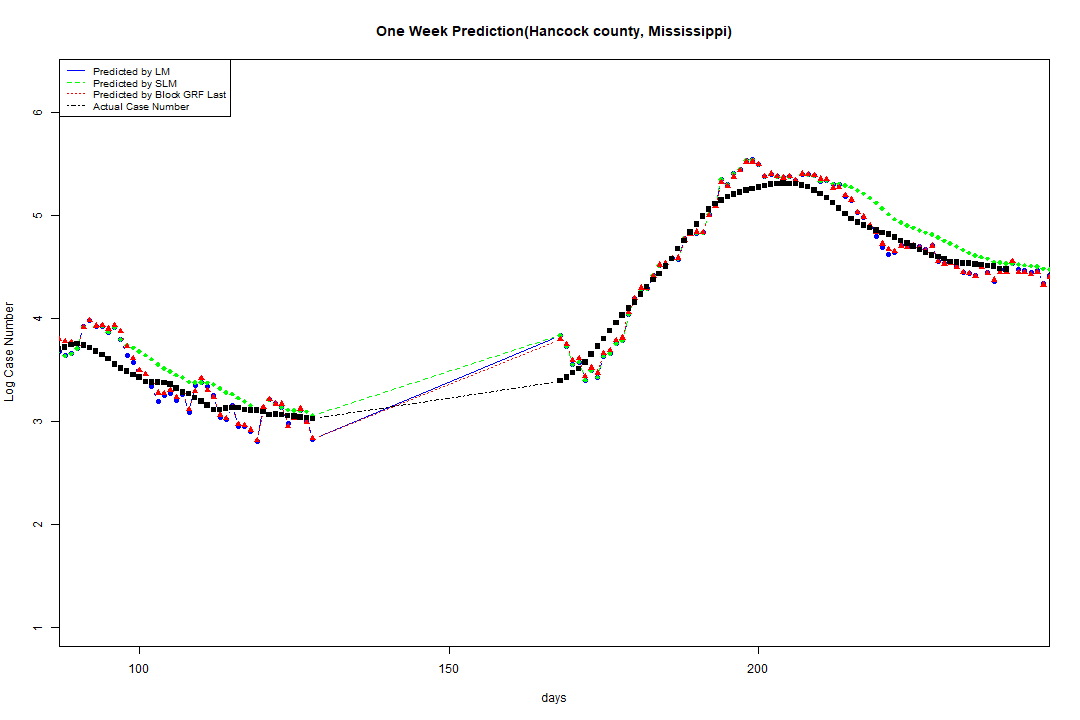 One Week Prediction(Hancock county, Mississippi)
Predicted by LM
Predicted by SLM
Predicted by Block GRF Last
Actual Case Number
6
5
4
3
2
1
Log Case Number
100 150 200
days